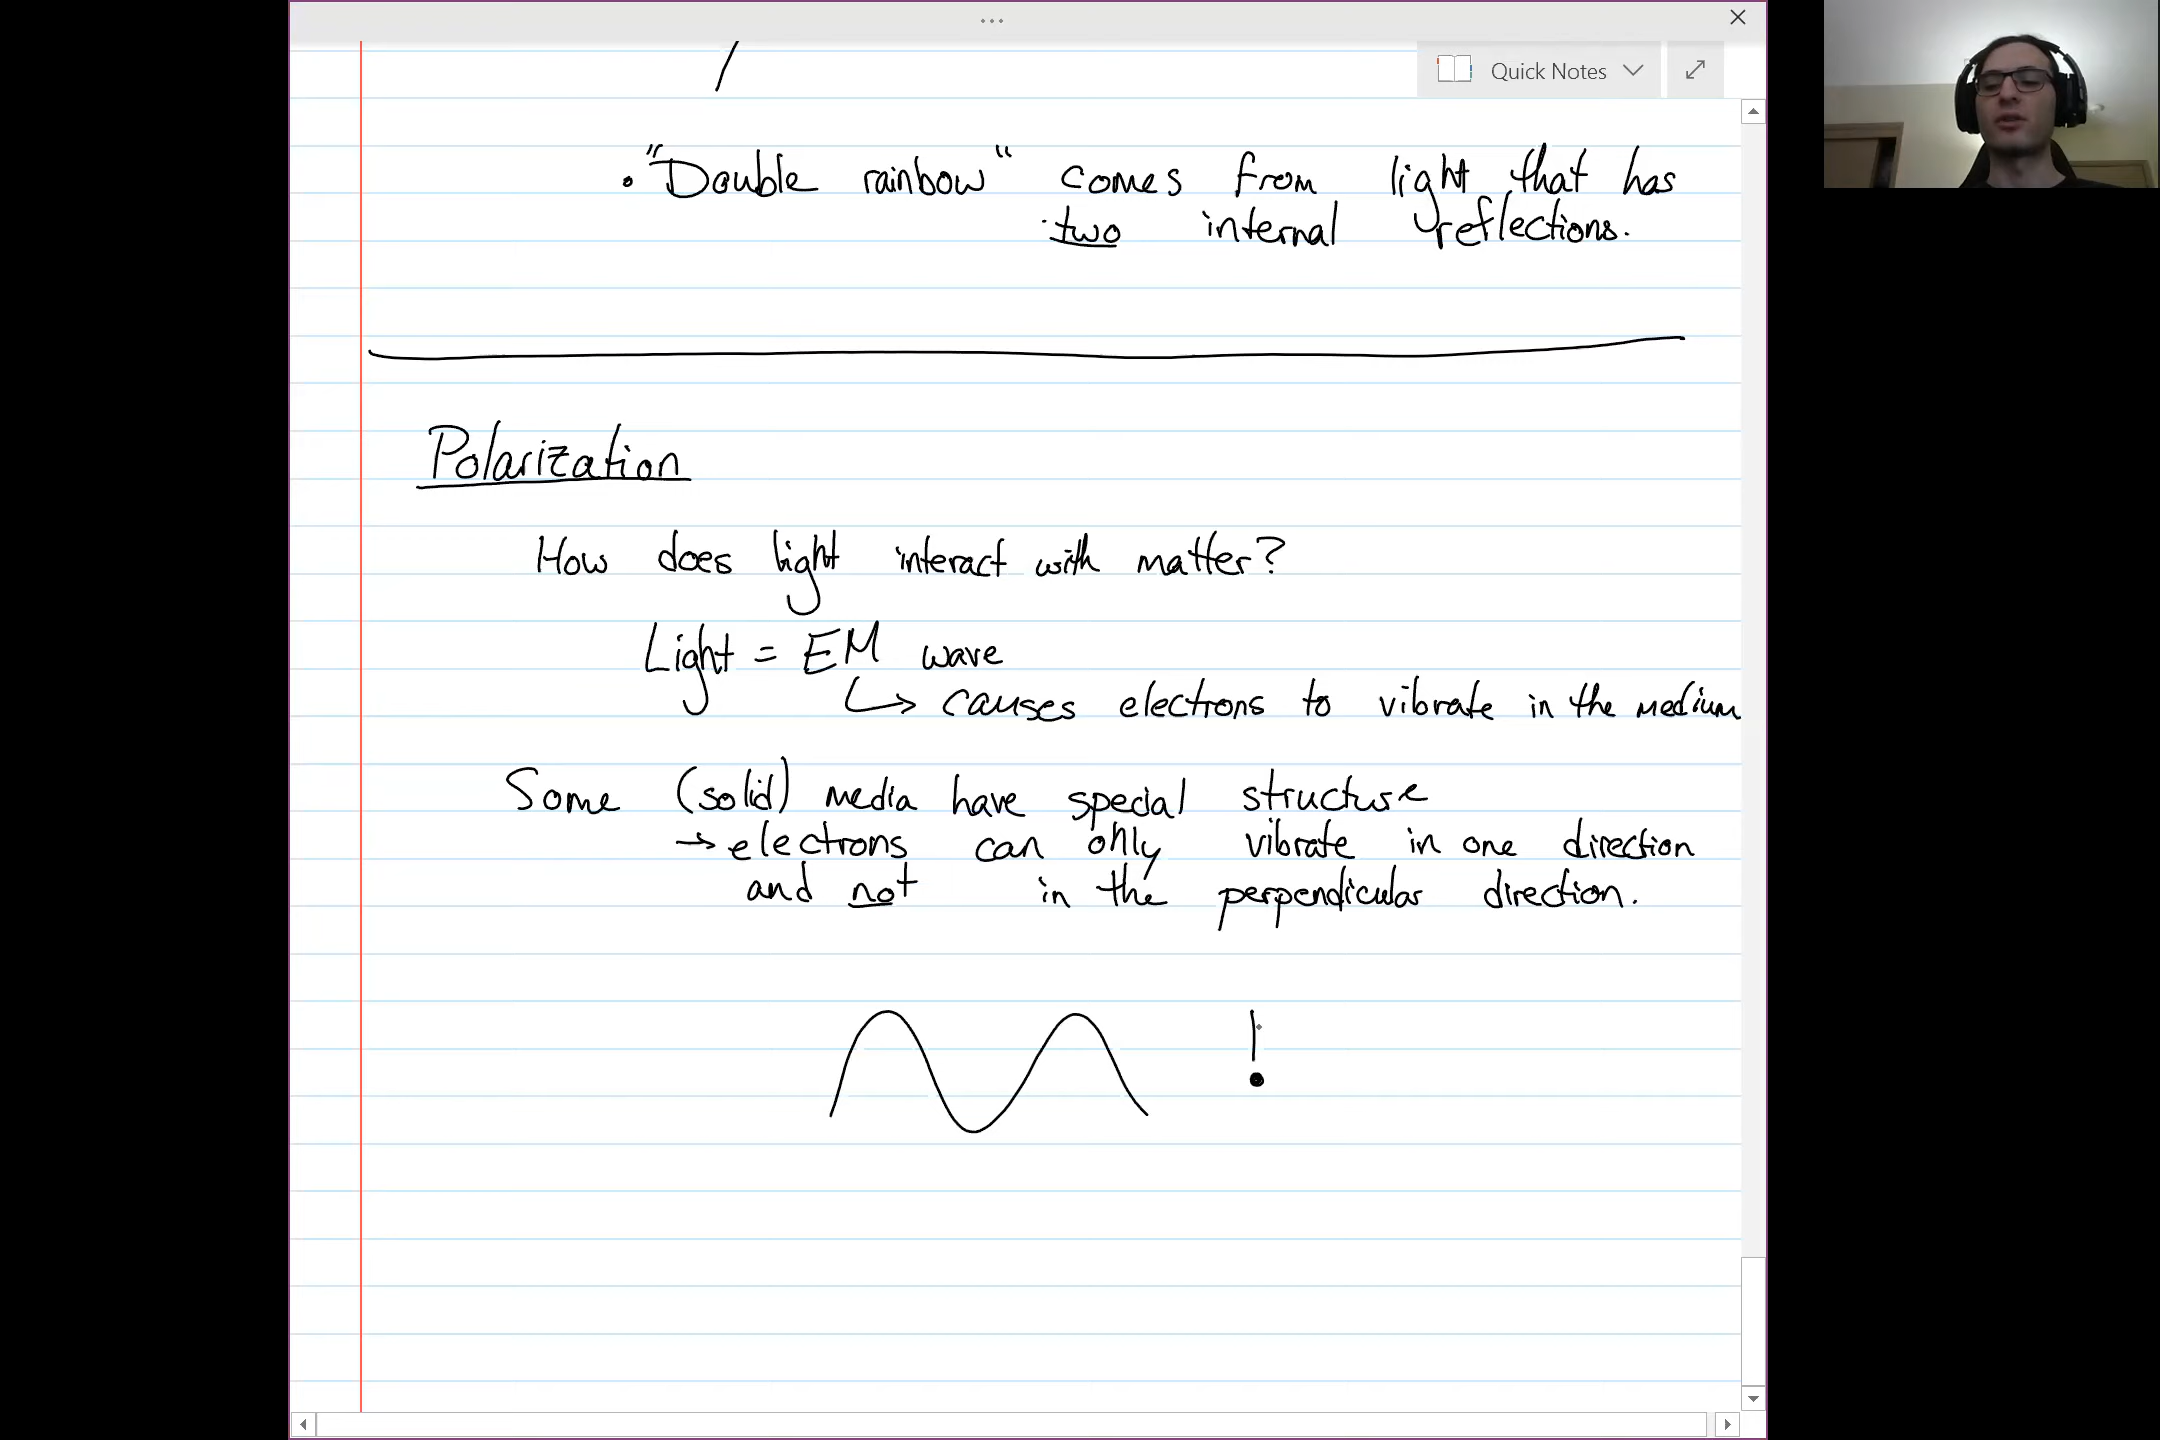 Quick Notes
• "Double rainbow" comes from light that has
two internal reflections.
Polarization
How does light interact with matter?
Light = EM wave
↳ causes electrons to vibrate in the medium
Some (solid) media have special structure
→ electrons can only vibrate in one direction
and not in the perpendicular direction.